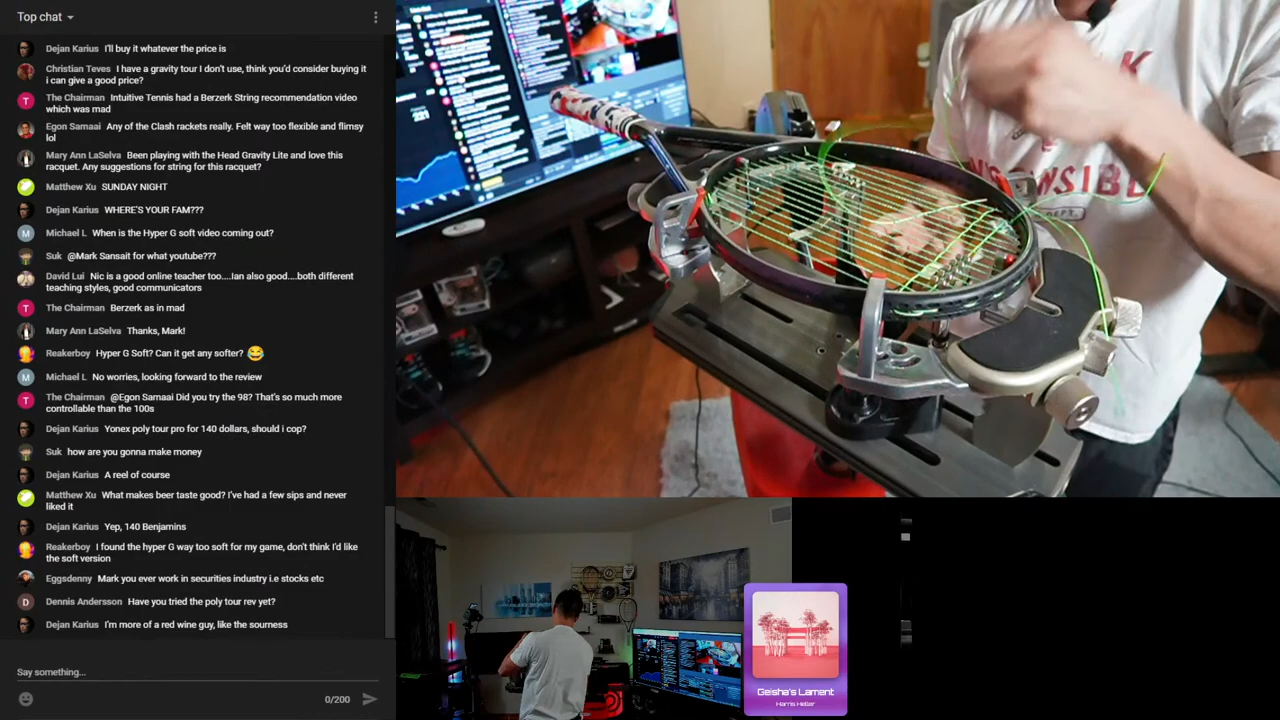 Top chat
Dejan Karius I'll buy it whatever the price is
Christian Teves I have a gravity tour I don't use, think you'd consider buying it
i can give a good price?
The Chairman Intuitive Tennis had a Berzerk String recommendation video
which was mad
Egon Samaai Any of the Clash rackets really. Felt way too flexible and flimsy
lol
Mary Ann LaSelva Been playing with the Head Gravity Lite and love this
racquet. Any suggestions for string for this racquet?
Matthew Xu SUNDAY NIGHT
Dejan Karius WHERE'S YOUR FAM???
Michael L When is the Hyper G soft video coming out?
Suk @Mark Sansait for what youtube???
David Lui Nic is a good online teacher too....Ian also good....both different
teaching styles, good communicators
The Chairman Berzerk as in mad
Mary Ann LaSelva Thanks, Mark!
Reakerboy Hyper G Soft? Can it get any softer? 😂
Michael L No worries, looking forward to the review
The Chairman @Egon Samaai Did you try the 98? That's so much more
controllable than the 100s
Dejan Karius Yonex poly tour pro for 140 dollars, should i cop?
Suk how are you gonna make money
Dejan Karius A reel of course
Matthew Xu What makes beer taste good? I've had a few sips and never
liked it
Dejan Karius Yep, 140 Benjamins
Reakerboy I found the hyper G way too soft for my game, don't think I'd like
the soft version
Eggsdenny Mark you ever work in securities industry i.e stocks etc
Dennis Andersson Have you tried the poly tour rev yet?
Dejan Karius I'm more of a red wine guy, like the sourness
Say something...
0/200
K
DEPT.
Geisha's Lament
Harris Heller